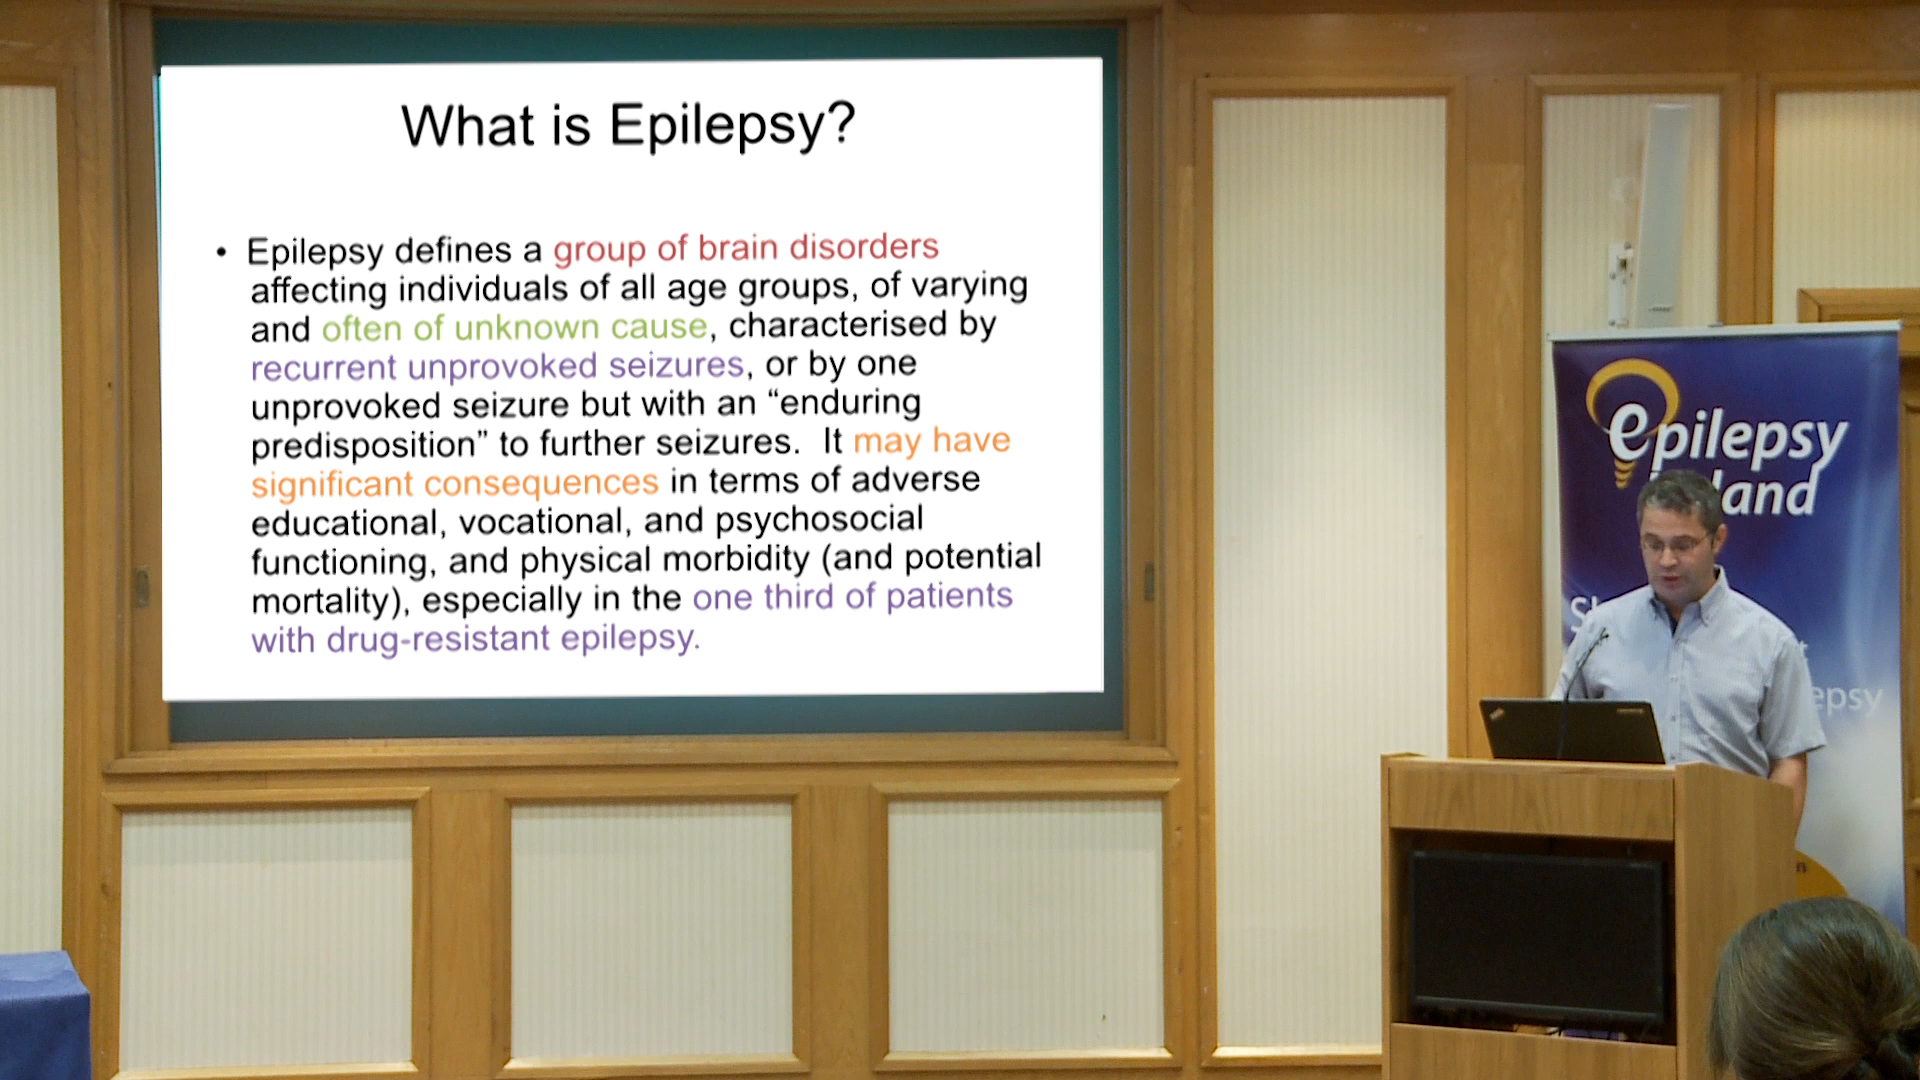 What is Epilepsy?
• Epilepsy defines a group of brain disorders
affecting individuals of all age groups, of varying
and often of unknown cause, characterised by
recurrent unprovoked seizures, or by one
unprovoked seizure but with an “enduring
predisposition” to further seizures. It may have
significant consequences in terms of adverse
educational, vocational, and psychosocial
functioning, and physical morbidity (and potential
mortality), especially in the one third of patients
with drug-resistant epilepsy.
epilepsy
land
epsy